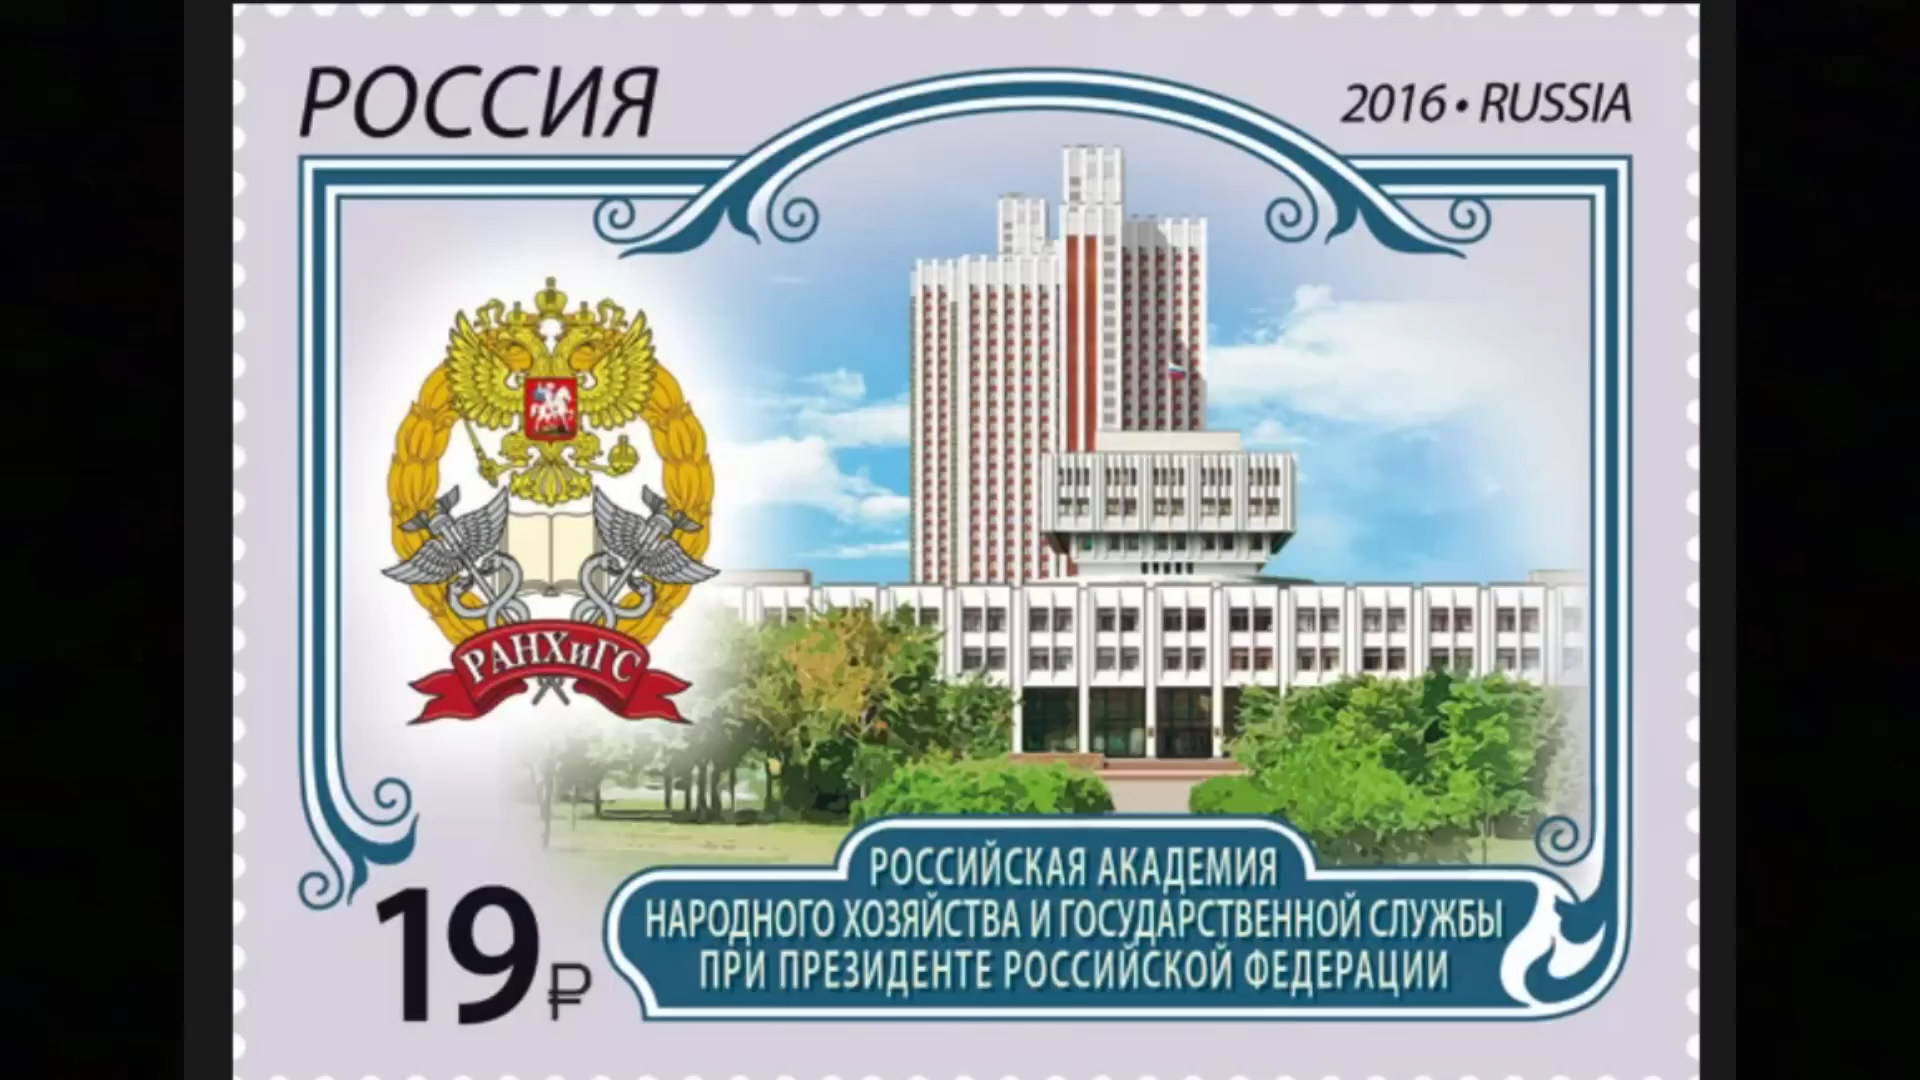 РОССИЯ
2016 • RUSSIA
РАНХиГС
РОССИЙСКАЯ АКАДЕМИЯ
НАРОДНОГО ХОЗЯЙСТВА И ГОСУДАРСТВЕННОЙ СЛУЖБЫ
ПРИ ПРЕЗИДЕНТЕ РОССИЙСКОЙ ФЕДЕРАЦИИ
19 ₽